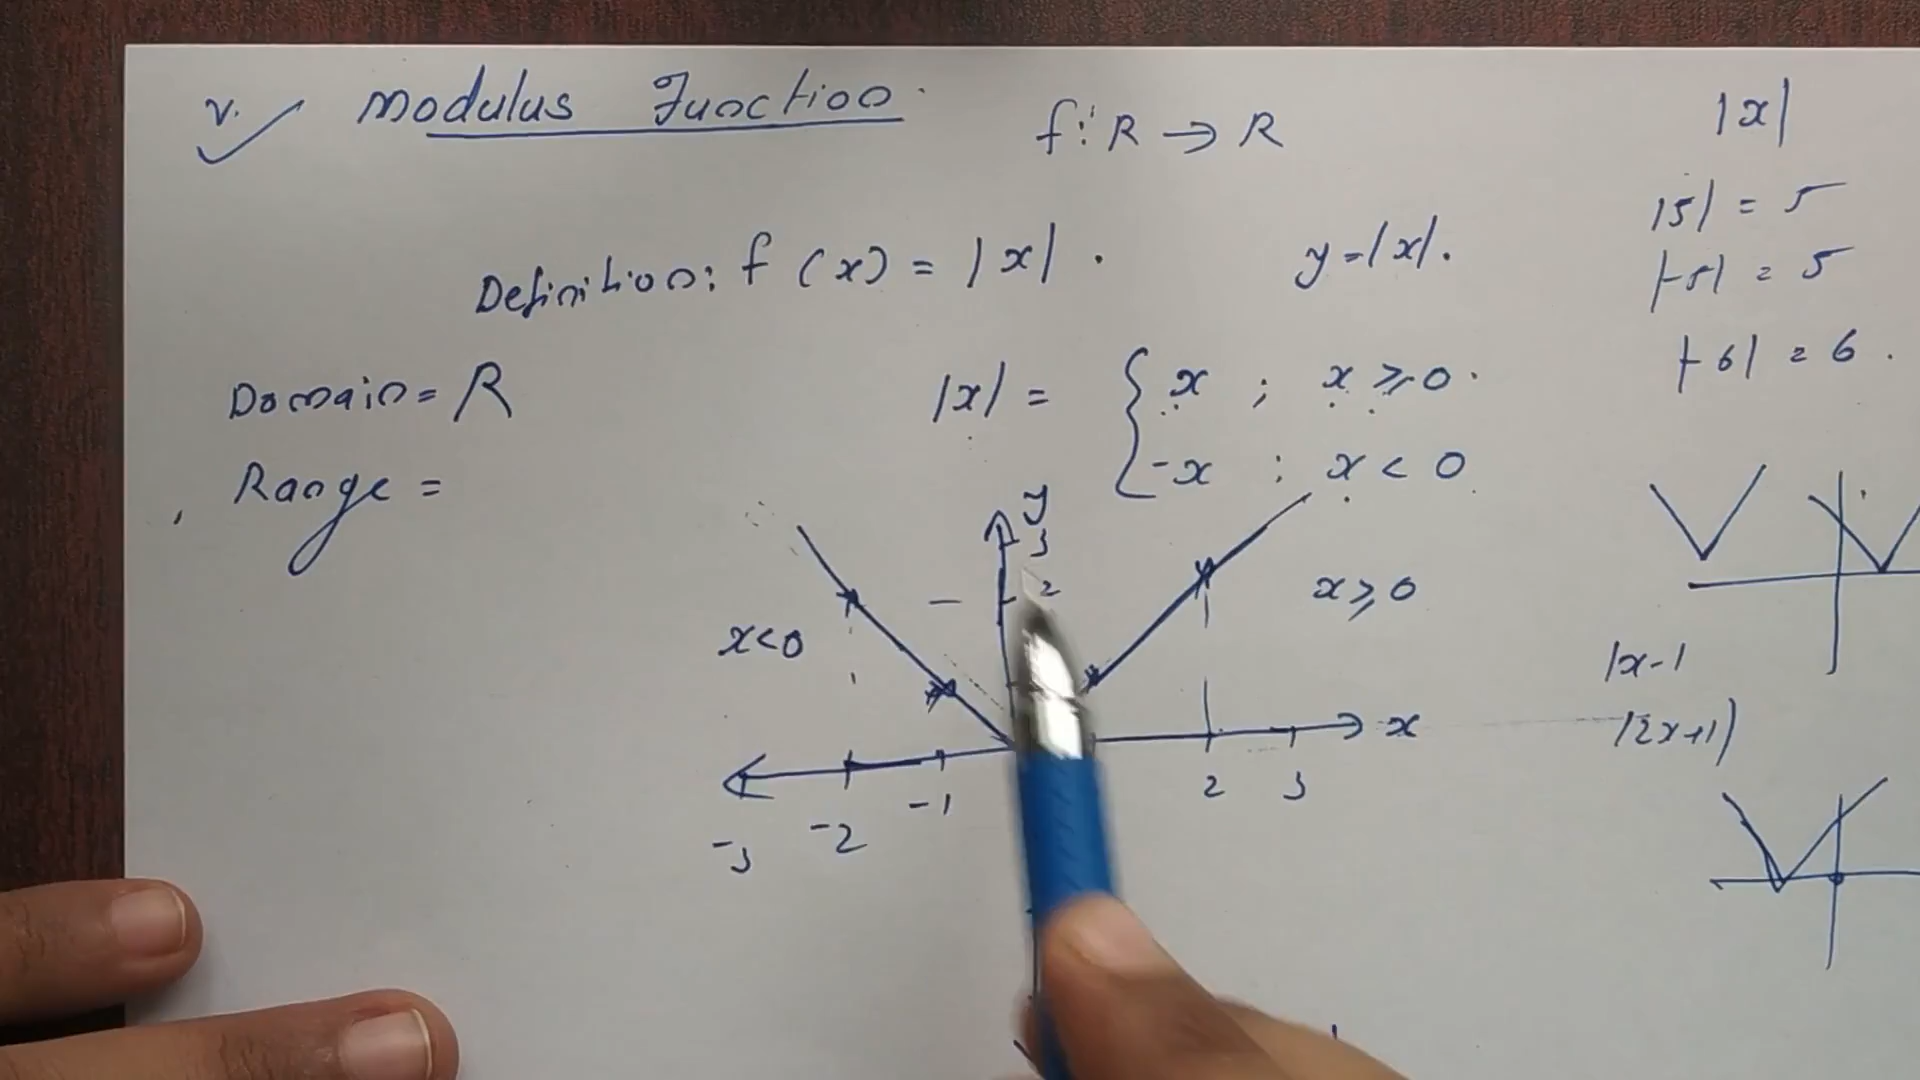 v. Modulus Function.
f: R → R
Definition: f(x) = |x|.
y = |x|.
Domain = R
Range =
|x| = { x ; x ≥ 0.
-x ; x < 0
y
3
2
x < 0
x ≥ 0
x
-3 -2 -1 2 3
|x|
|5| = 5
|-5| = 5
|-6| = 6.
|x-1
|2x+1|